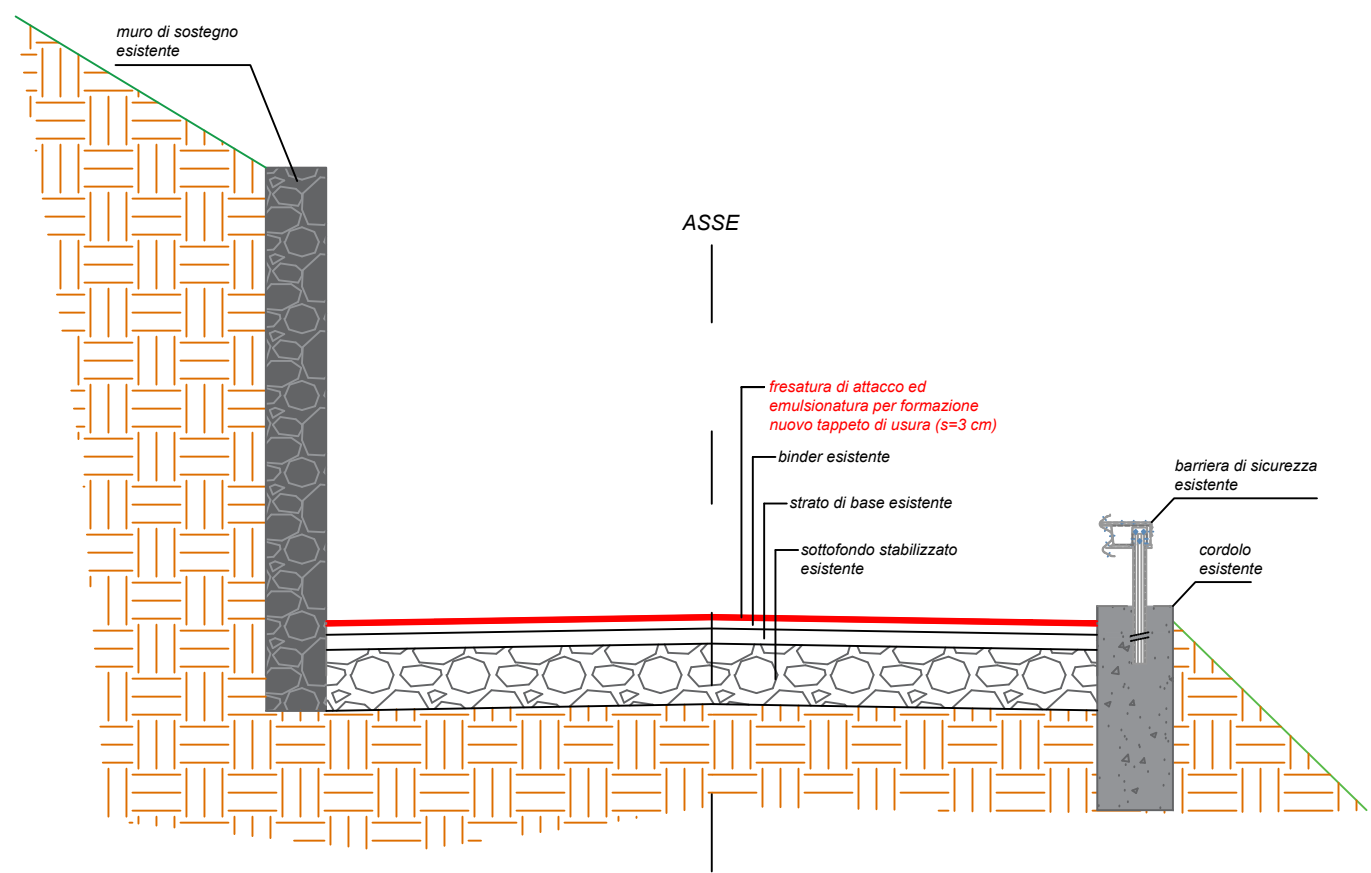 muro di sostegno
esistente
ASSE
fresatura di attacco ed
emulsionatura per formazione
nuovo tappeto di usura (s=3 cm)
binder esistente
barriera di sicurezza
esistente
strato di base esistente
sottofondo stabilizzato
esistente
cordolo
esistente